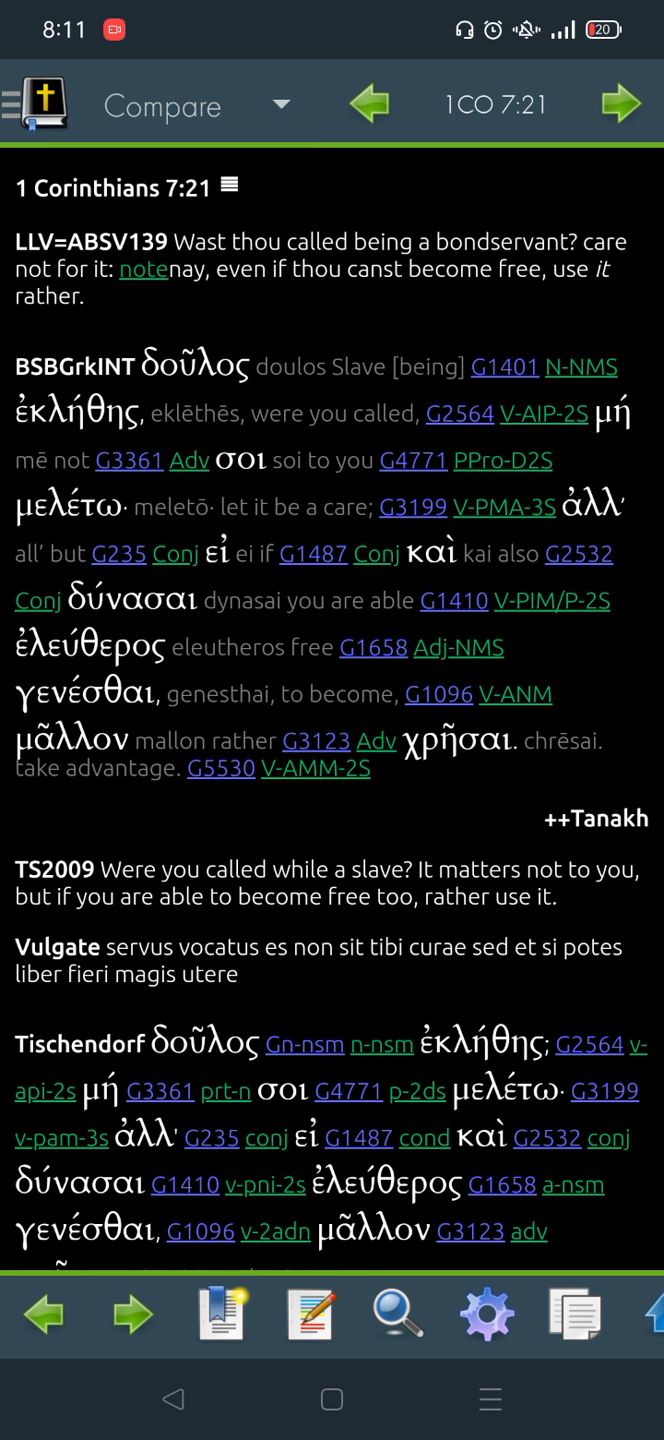 8:11 20
Compare 1CO 7:21
1 Corinthians 7:21
LLV=ABSV139 Wast thou called being a bondservant? care
not for it: notenay, even if thou canst become free, use it
rather.
BSBGrkINT δοῦλος doulos Slave [being] G1401 N-NMS
ἐκλήθης, eklēthēs, were you called, G2564 V-AIP-2S μή
mē not G3361 Adv σοι soi to you G4771 PPro-D2S
μελέτω· meletō· let it be a care; G3199 V-PMA-3S ἀλλ’
all’ but G235 Conj εἰ ei if G1487 Conj καὶ kai also G2532
Conj δύνασαι dynasai you are able G1410 V-PIM/P-2S
ἐλεύθερος eleutheros free G1658 Adj-NMS
γενέσθαι, genesthai, to become, G1096 V-ANM
μᾶλλον mallon rather G3123 Adv χρῆσαι. chrēsai.
take advantage. G5530 V-AMM-2S
++Tanakh
TS2009 Were you called while a slave? It matters not to you,
but if you are able to become free too, rather use it.
Vulgate servus vocatus es non sit tibi curae sed et si potes
liber fieri magis utere
Tischendorf δοῦλος Gn-nsm n-nsm ἐκλήθης; G2564 v-
api-2s μή G3361 prt-n σοι G4771 p-2ds μελέτω· G3199
v-pam-3s ἀλλ' G235 conj εἰ G1487 cond καὶ G2532 conj
δύνασαι G1410 v-pni-2s ἐλεύθερος G1658 a-nsm
γενέσθαι, G1096 v-2adn μᾶλλον G3123 adv